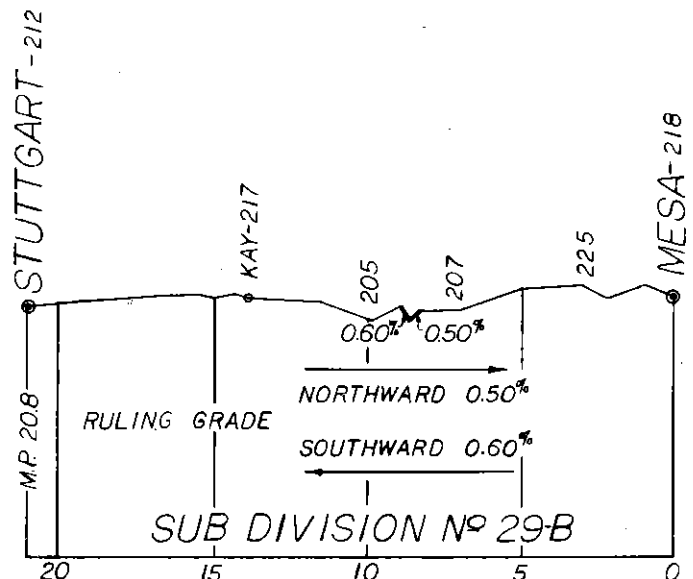 STUTTGART-212
KAY-217
205
207
225
MESA-218
0.60%
0.50%
NORTHWARD 0.50%
M.P. 20.8
RULING GRADE
SOUTHWARD 0.60%
SUB DIVISION Nº 29-B
20
15
10
5
0